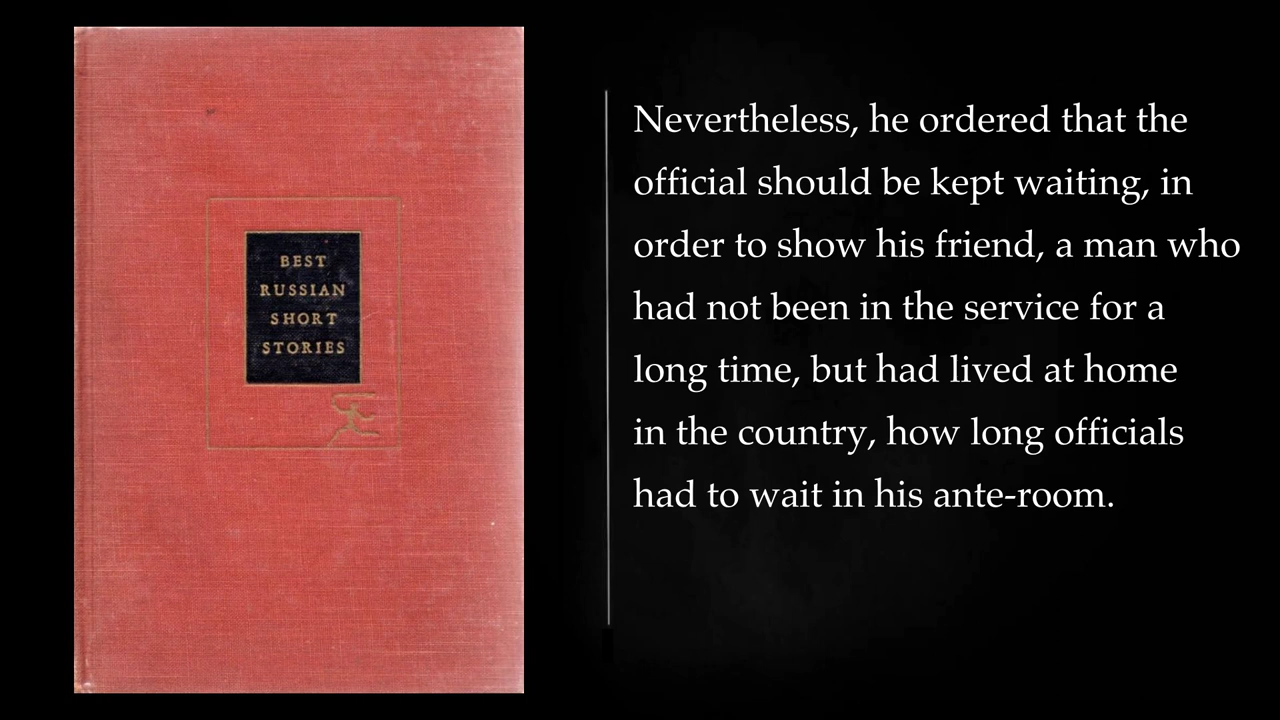 BEST
RUSSIAN
SHORT
STORIES
Nevertheless, he ordered that the
official should be kept waiting, in
order to show his friend, a man who
had not been in the service for a
long time, but had lived at home
in the country, how long officials
had to wait in his ante-room.